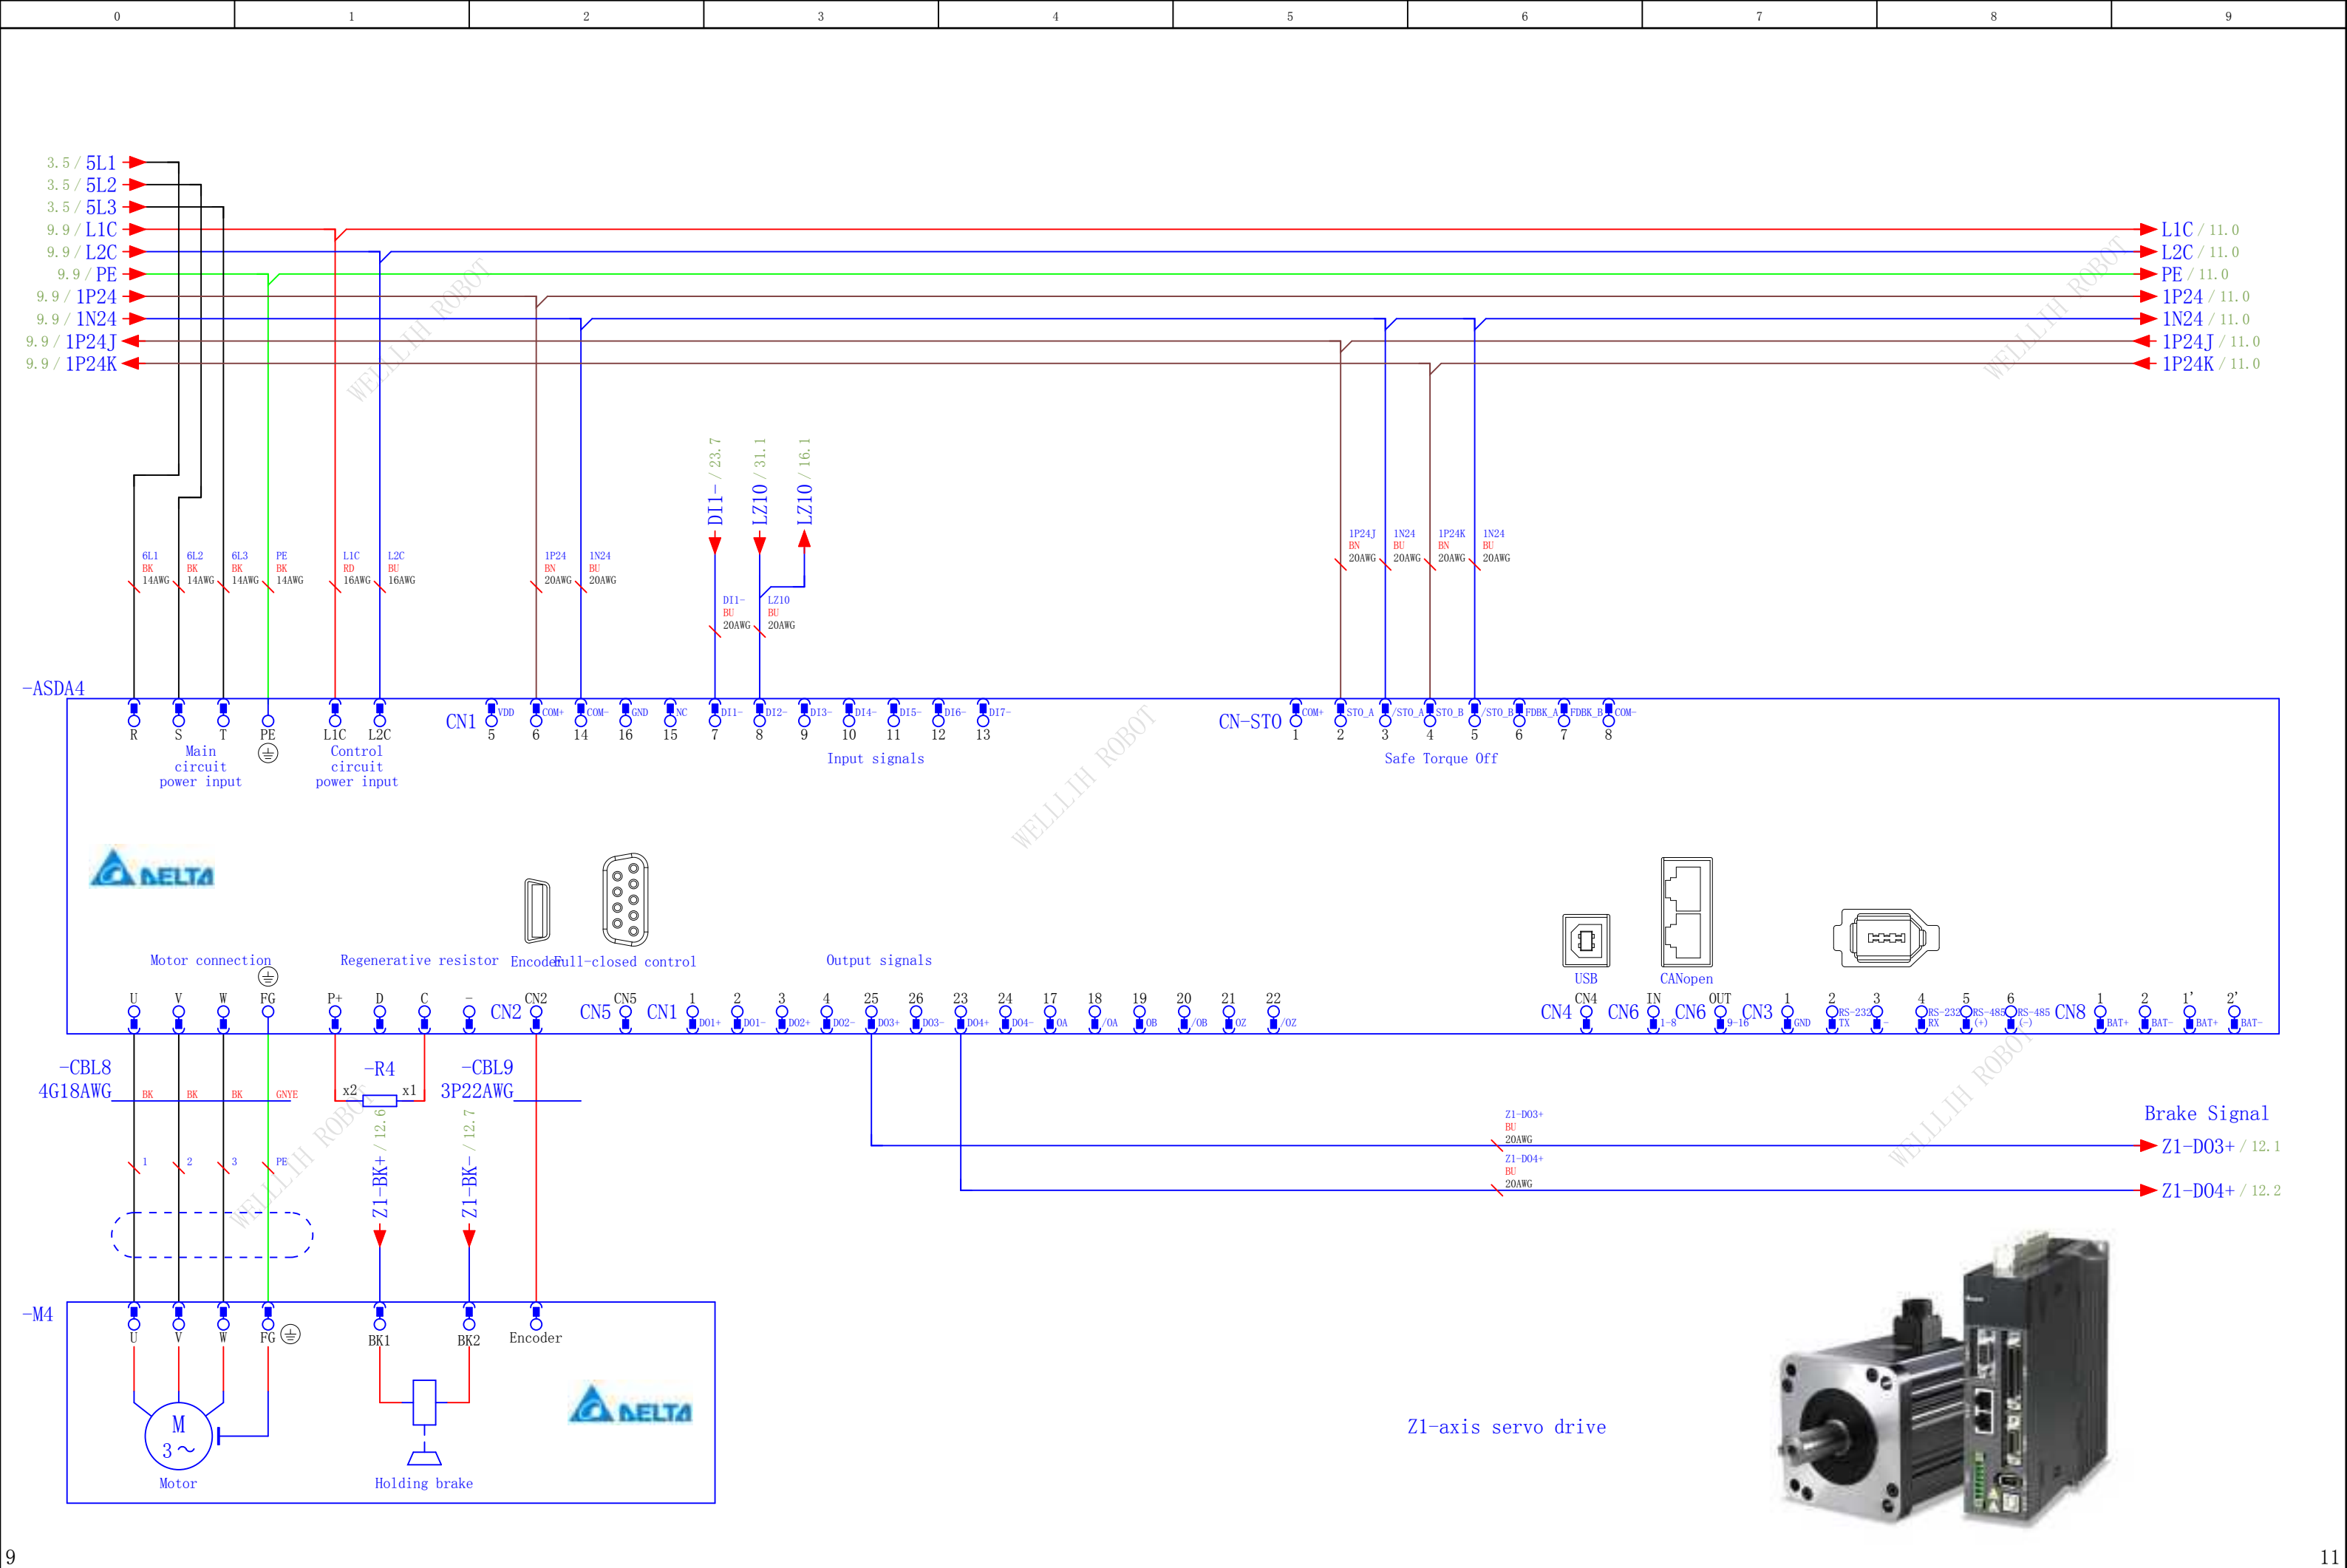 0 1 2 3 4 5 6 7 8 9
3.5 / 5L1
3.5 / 5L2
3.5 / 5L3
9.9 / L1C
9.9 / L2C
9.9 / PE
9.9 / 1P24
9.9 / 1N24
9.9 / 1P24J
9.9 / 1P24K
L1C / 11.0
L2C / 11.0
PE / 11.0
1P24 / 11.0
1N24 / 11.0
1P24J / 11.0
1P24K / 11.0
WELLLIH ROBOT
WELLLIH ROBOT
DI1- / 23.7
LZ10 / 31.1
LZ10 / 16.1
6L1
BK
14AWG
6L2
BK
14AWG
6L3
BK
14AWG
PE
BK
14AWG
L1C
RD
16AWG
L2C
BU
16AWG
1P24
BN
20AWG
1N24
BU
20AWG
DI1-
BU
20AWG
LZ10
BU
20AWG
1P24J
BN
20AWG
1N24
BU
20AWG
1P24K
BN
20AWG
1N24
BU
20AWG
-ASDA4
R S T PE L1C L2C
Main
circuit
power input
Control
circuit
power input
CN1
VDD COM+ COM- GND NC DI1- DI2- DI3- DI4- DI5- DI6- DI7-
5 6 14 16 15 7 8 9 10 11 12 13
Input signals
CN-STO
COM+ STO_A /STO_A STO_B /STO_B FDBK_A FDBK_B COM-
1 2 3 4 5 6 7 8
Safe Torque Off
WELLLIH ROBOT
DELTA
Motor connection
Regenerative resistor
Encoder
Full-closed control
Output signals
USB
CANopen
U V W FG P+ D C -
CN2 CN2
CN5 CN5
CN1
1 2 3 4 25 26 23 24 17 18 19 20 21 22
DO1+ DO1- DO2+ DO2- DO3+ DO3- DO4+ DO4- OA /OA OB /OB OZ /OZ
CN4 CN4
CN6 IN
1-8
CN6 OUT
9-16
CN3
1 2 3 4 5 6
GND
RS-232
TX
-
RS-232
RX
RS-485
(+)
RS-485
(-)
CN8
1 2 1' 2'
BAT+ BAT- BAT+ BAT-
-CBL8
4G18AWG
BK BK BK GNYE
-R4
x2 x1
-CBL9
3P22AWG
1 2 3 PE
Z1-BK+ / 12.6
Z1-BK- / 12.7
WELLLIH ROBOT
WELLLIH ROBOT
Z1-DO3+
BU
20AWG
Z1-DO4+
BU
20AWG
Brake Signal
Z1-DO3+ / 12.1
Z1-DO4+ / 12.2
-M4
U V W FG BK1 BK2 Encoder
M
3~
Motor
Holding brake
DELTA
Z1-axis servo drive
9
11